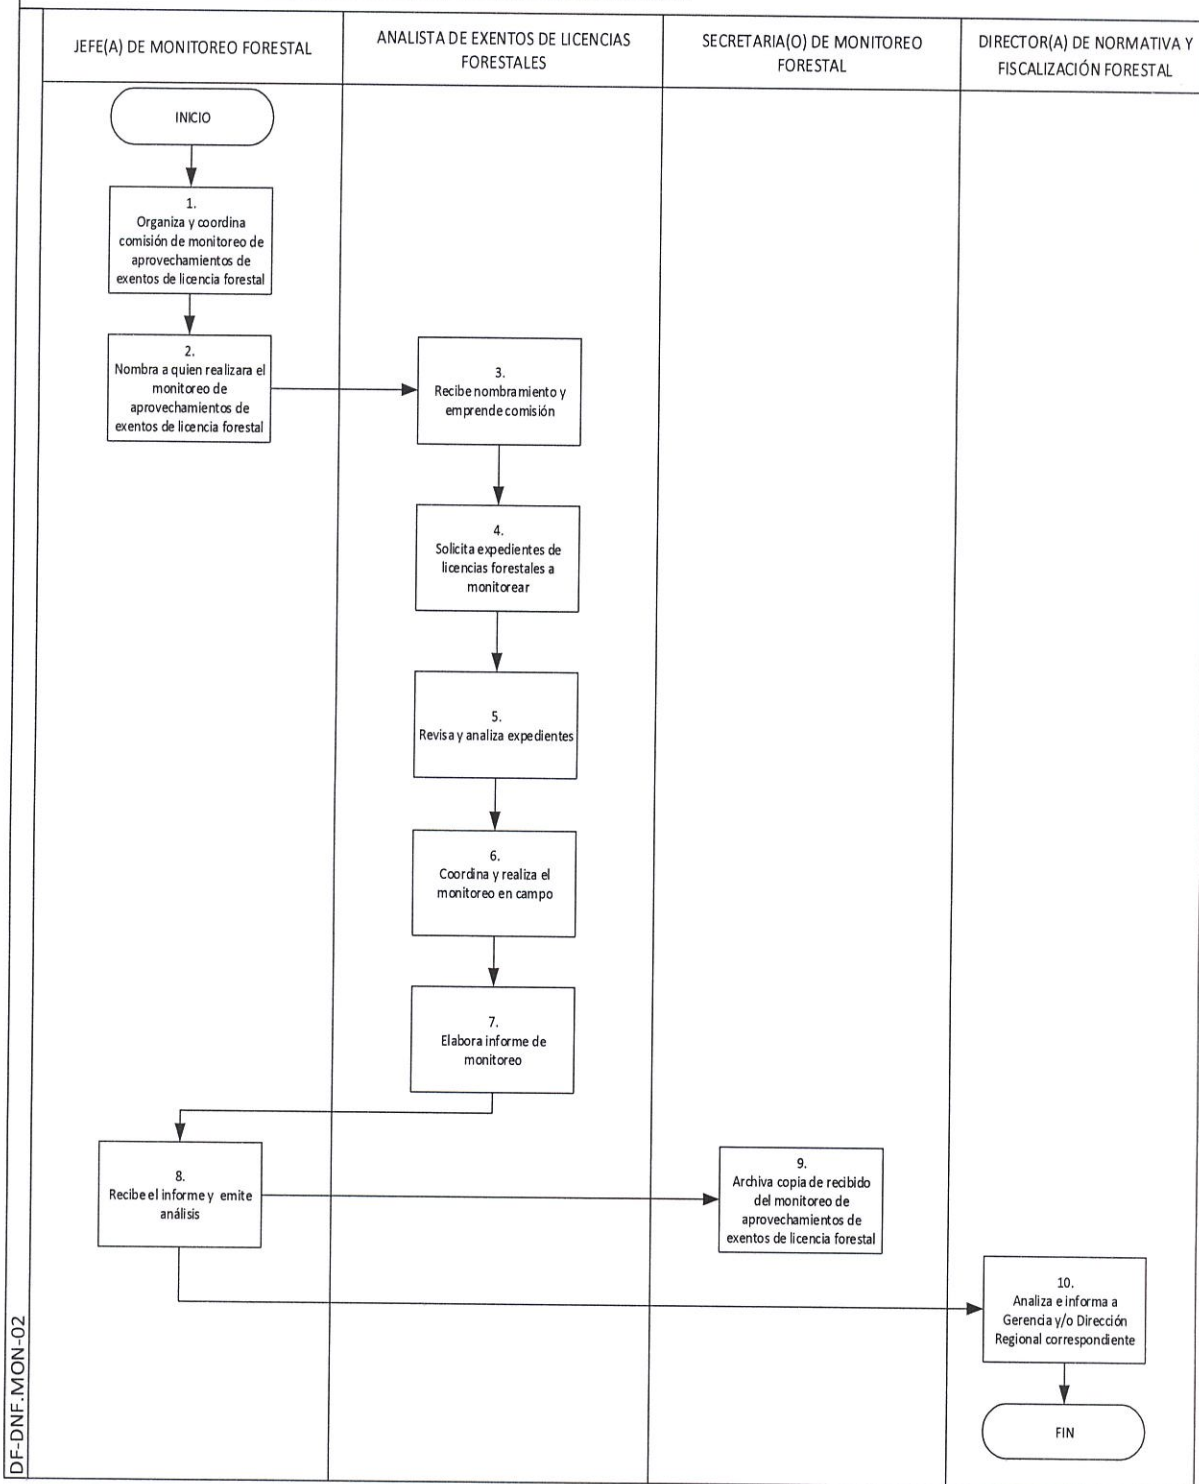 JEFE(A) DE MONITOREO FORESTAL
ANALISTA DE EXENTOS DE LICENCIAS
FORESTALES
SECRETARIA(O) DE MONITOREO
FORESTAL
DIRECTOR(A) DE NORMATIVA Y
FISCALIZACIÓN FORESTAL
INICIO
1.
Organiza y coordina
comisión de monitoreo de
aprovechamientos de
exentos de licencia forestal
2.
Nombra a quien realizara el
monitoreo de
aprovechamientos de
exentos de licencia forestal
3.
Recibe nombramiento y
emprende comisión
4.
Solicita expedientes de
licencias forestales a
monitorear
5.
Revisa y analiza expedientes
6.
Coordina y realiza el
monitoreo en campo
7.
Elabora informe de
monitoreo
8.
Recibe el informe y emite
análisis
9.
Archiva copia de recibido
del monitoreo de
aprovechamientos de
exentos de licencia forestal
10.
Analiza e informa a
Gerencia y/o Dirección
Regional correspondiente
FIN
DF-DNF.MON-02